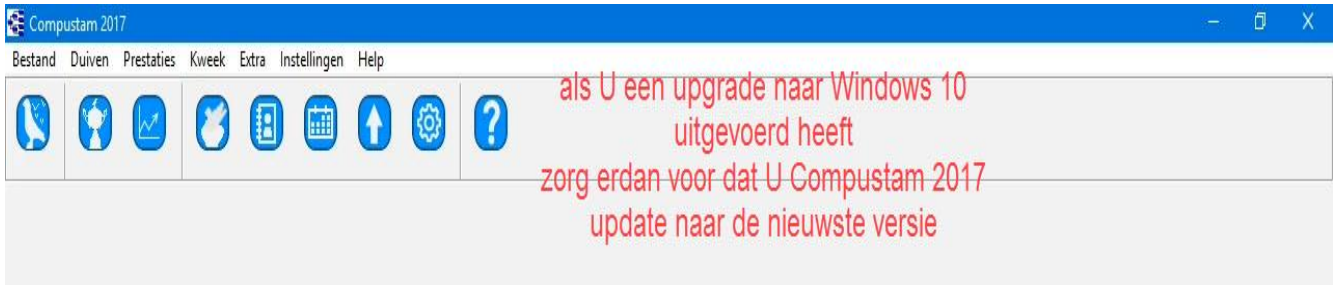 Compustam 2017
Bestand Duiven Prestaties Kweek Extra Instellingen Help
als U een upgrade naar Windows 10
uitgevoerd heeft
zorg erdan voor dat U Compustam 2017
update naar de nieuwste versie